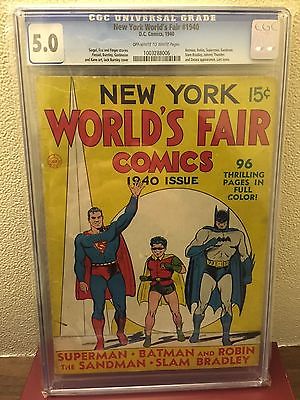 CGC UNIVERSAL GRADE
5.0
New York World's Fair #1940
D.C. Comics, 1940
OFF-WHITE TO WHITE Pages
CGC
NEW YORK 15¢
WORLD'S FAIR
COMICS
1940 ISSUE
96
THRILLING
PAGES IN
FULL
COLOR!
SUPERMAN - BATMAN AND ROBIN
THE SANDMAN - SLAM BRADLEY